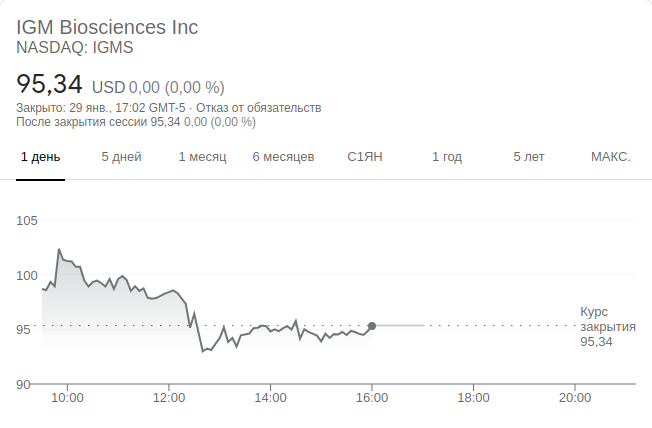 IGM Biosciences Inc
NASDAQ: IGMS
95,34 USD 0,00 (0,00 %)
Закрыто: 29 янв., 17:02 GMT-5 · Отказ от обязательств
После закрытия сессии 95,34 0,00 (0,00 %)
1 день 5 дней 1 месяц 6 месяцев С1ЯН 1 год 5 лет МАКС.
105
100
95
90
Курс
закрытия
95,34
10:00 12:00 14:00 16:00 18:00 20:00